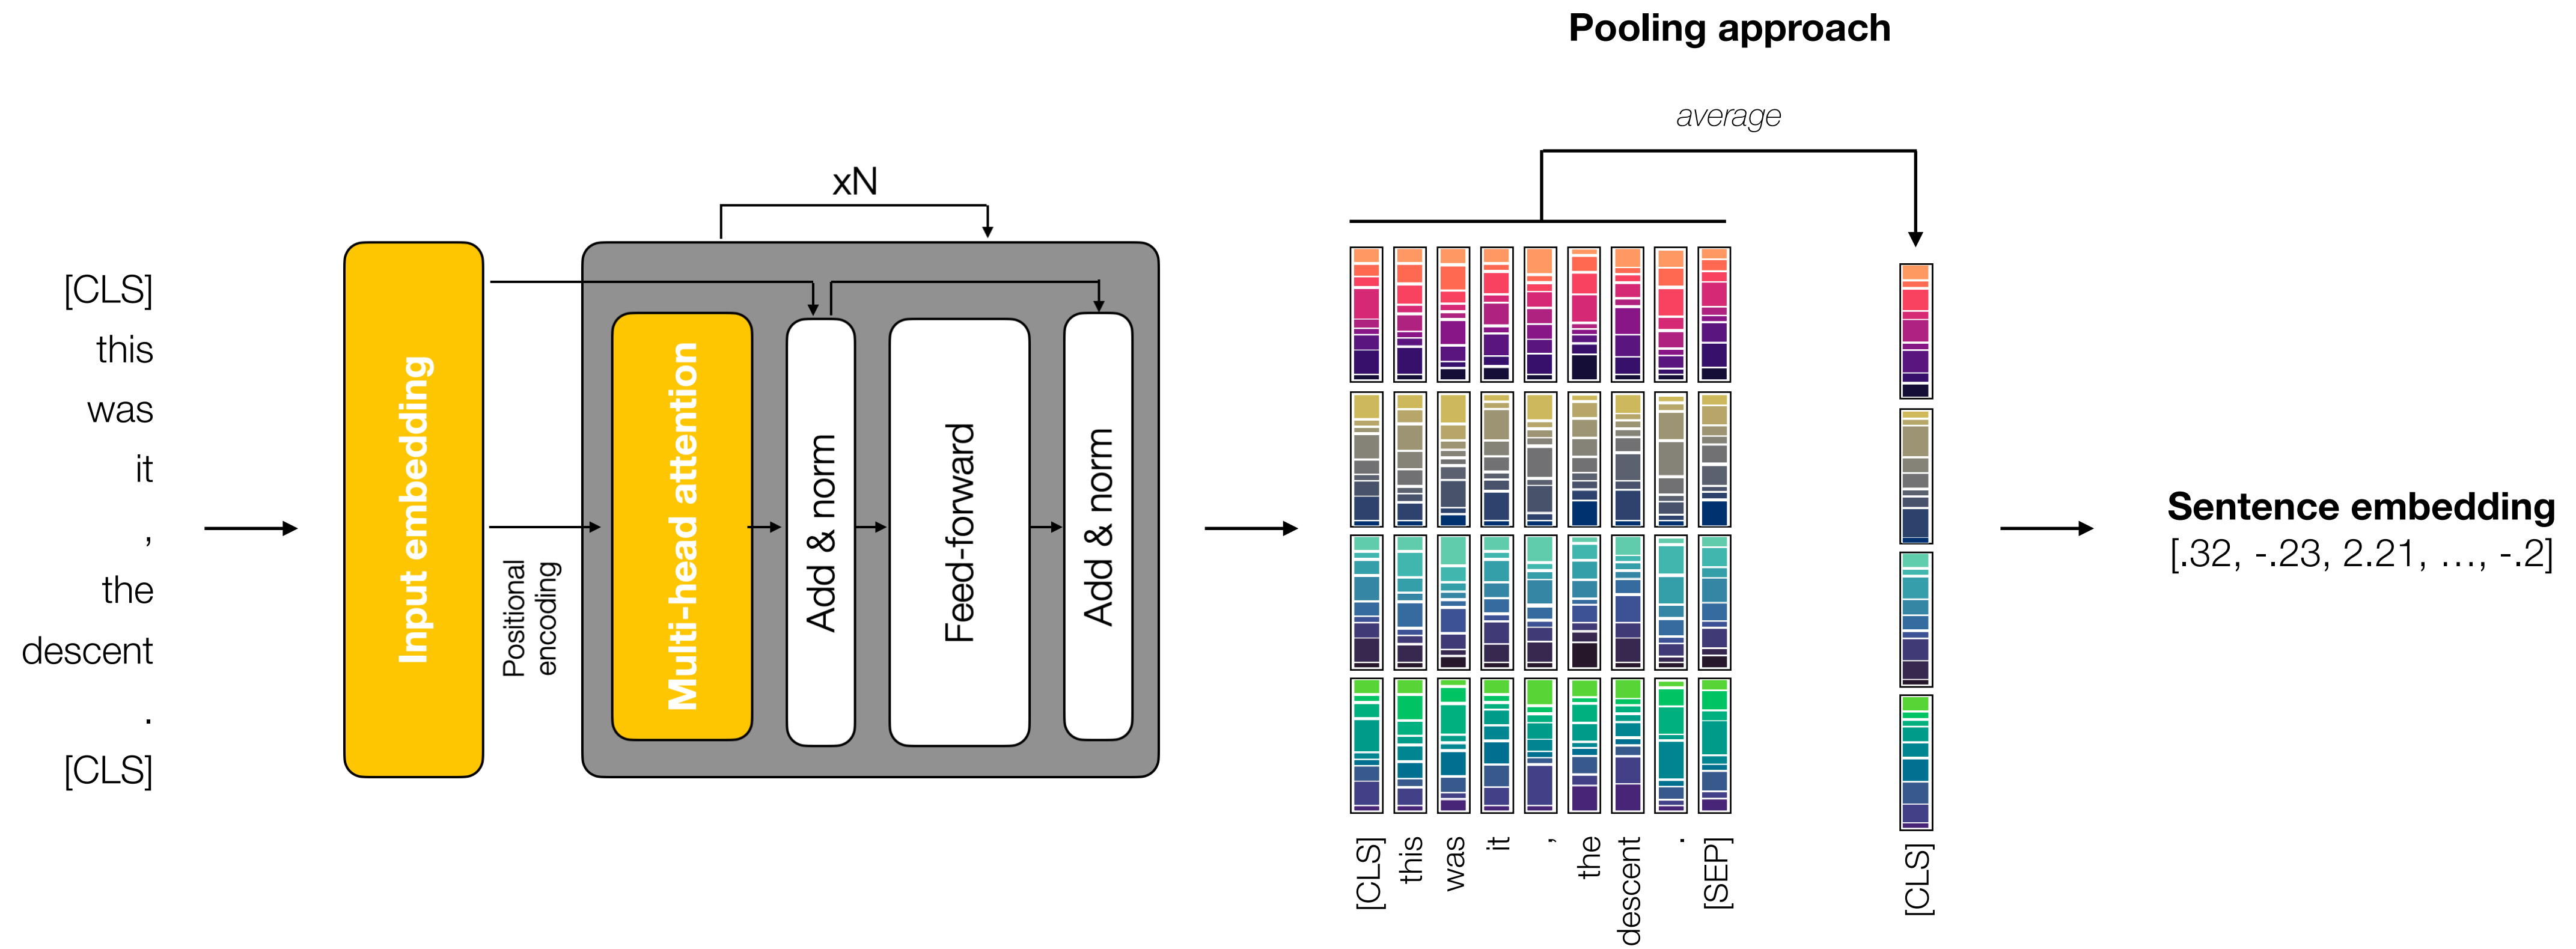 Pooling approach
average
xN
[CLS]
this
was
it
,
the
descent
.
[CLS]
Input embedding
Positional
encoding
Multi-head attention
Add & norm
Feed-forward
Add & norm
[CLS]
this
was
it
,
the
descent
.
[SEP]
[CLS]
Sentence embedding
[.32, -.23, 2.21, …, -.2]